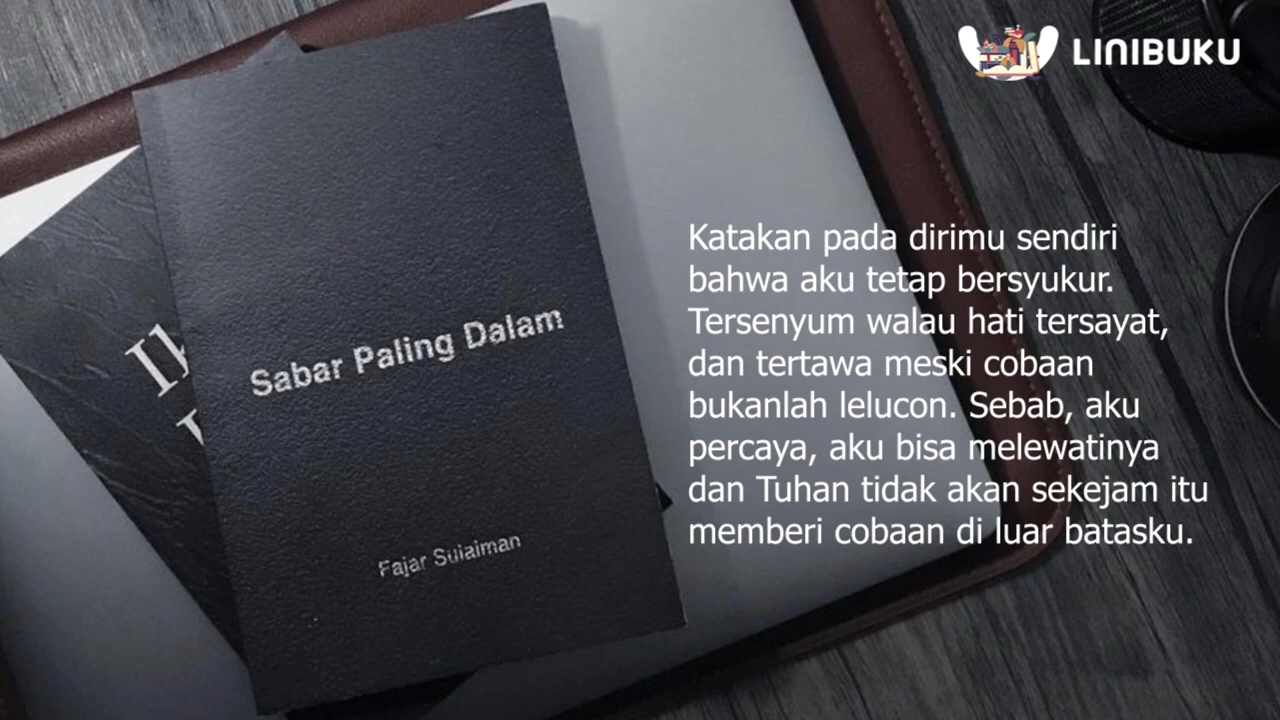 LINIBUKU
Sabar Paling Dalam
Fajar Sulaiman
Katakan pada dirimu sendiri
bahwa aku tetap bersyukur.
Tersenyum walau hati tersayat,
dan tertawa meski cobaan
bukanlah lelucon. Sebab, aku
percaya, aku bisa melewatinya
dan Tuhan tidak akan sekejam itu
memberi cobaan di luar batasku.